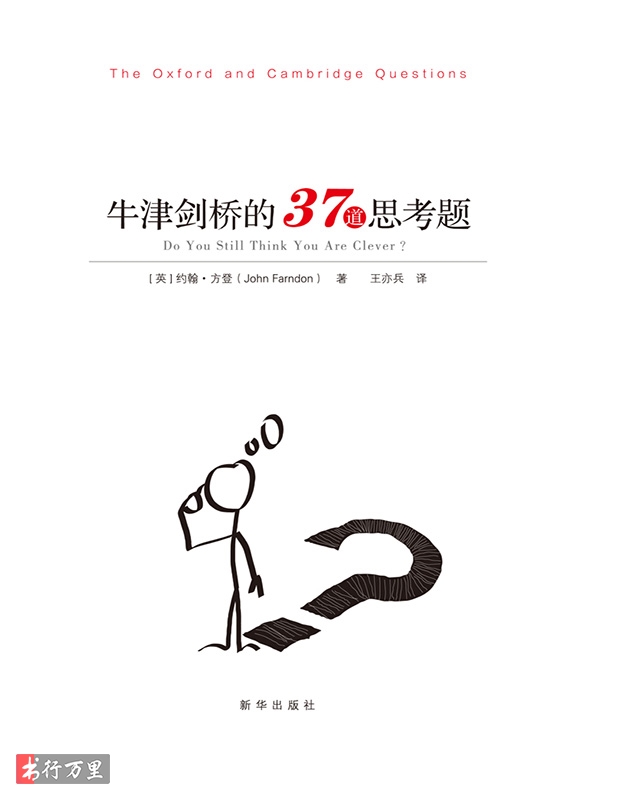 The Oxford and Cambridge Questions
牛津剑桥的37道思考题
Do You Still Think You Are Clever?
[英]约翰·方登(John Farndon) 著 王亦兵 译
新华出版社
书行万里